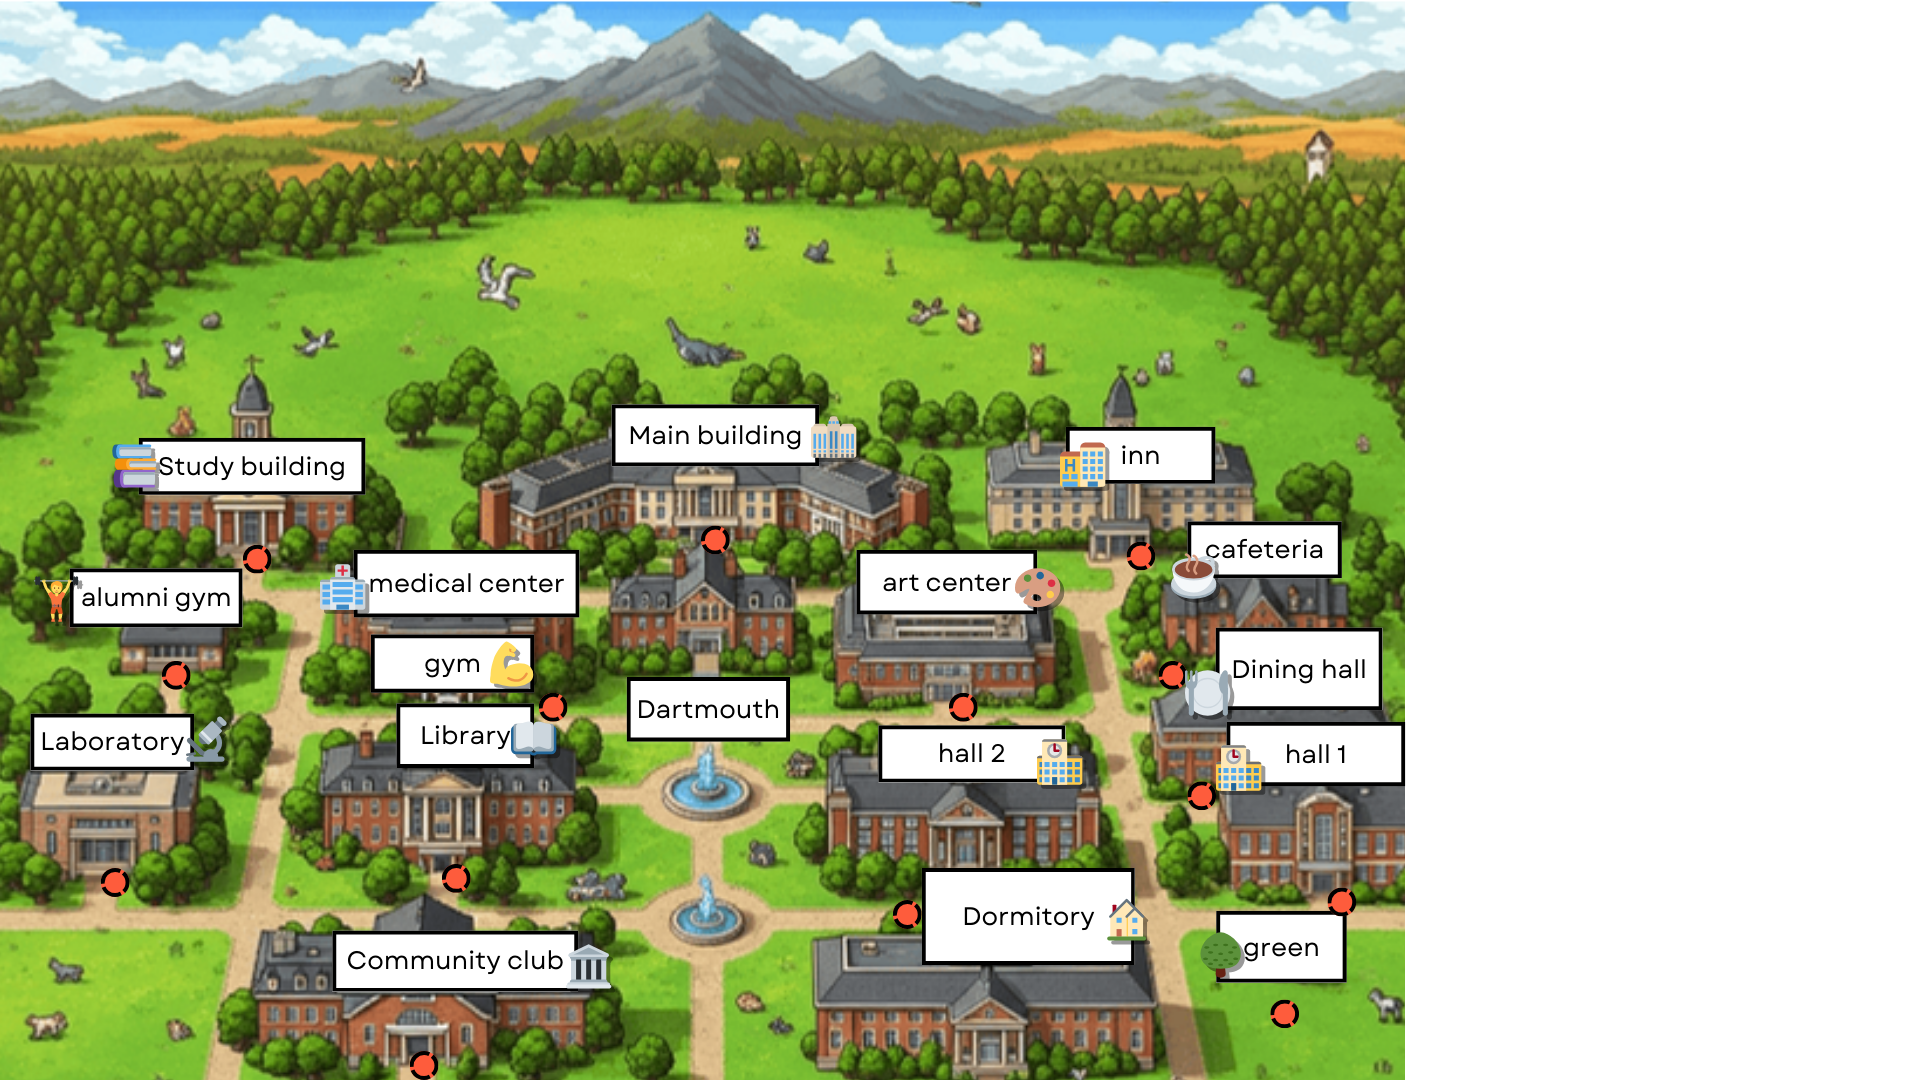 Main building
inn
Study building
cafeteria
medical center
art center
alumni gym
gym
Dining hall
Dartmouth
Library
Laboratory
hall 2
hall 1
Dormitory
green
Community club
H